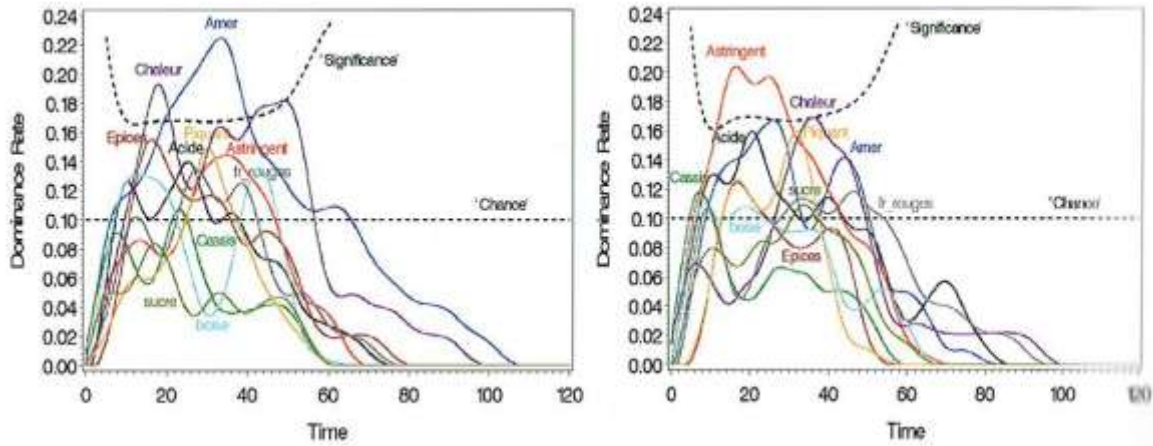 Dominance Rate
0.24
0.22
0.20
0.18
0.16
0.14
0.12
0.10
0.08
0.06
0.04
0.02
0.00
0 20 40 60 80 100 120
Time
Amer
'Significance'
Chaleur
Epices
Acide
Astringent
fr_rouges
'Chance'
Cassis
sucre
boise
Dominance Rate
0.24
0.22
0.20
0.18
0.16
0.14
0.12
0.10
0.08
0.06
0.04
0.02
0.00
0 20 40 60 80 100 120
Time
'Significance'
Astringent
Chaleur
Acide
Piquant
Amer
Cassis
sucre
boise
fr_rouges
'Chance'
Epices